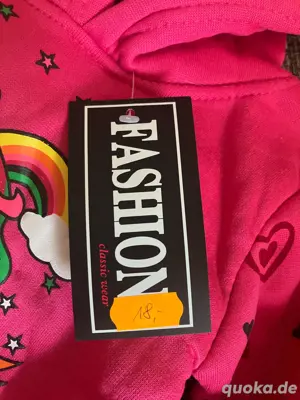 FASHION
classic wear
18,-
quoka.de